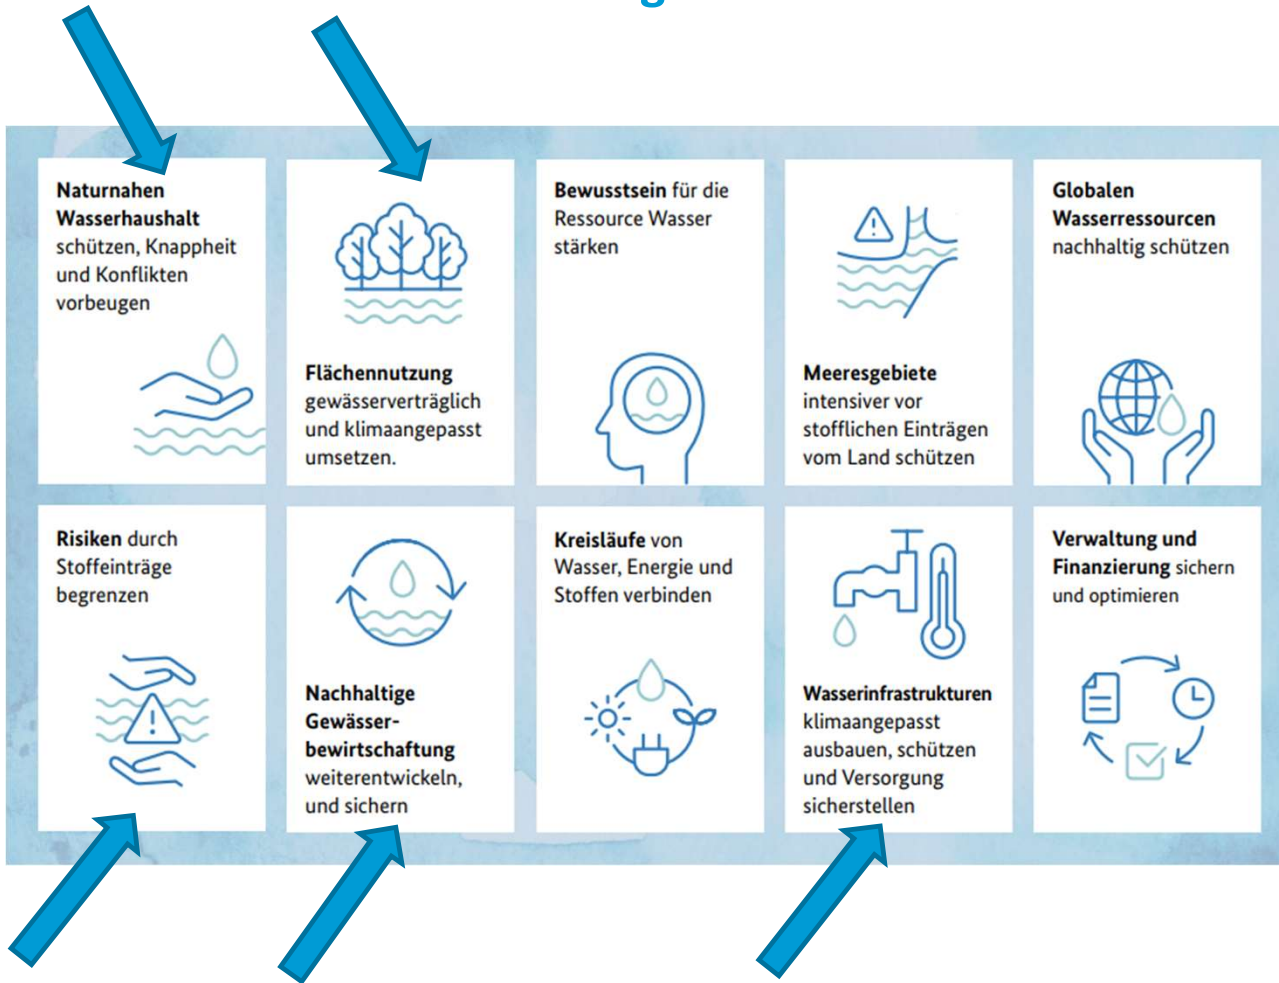 g
Naturnahen
Wasserhaushalt
schützen, Knappheit
und Konflikten
vorbeugen
Flächennutzung
gewässerverträglich
und klimaangepasst
umsetzen.
Bewusstsein für die
Ressource Wasser
stärken
Meeresgebiete
intensiver vor
stofflichen Einträgen
vom Land schützen
Globalen
Wasserressourcen
nachhaltig schützen
Risiken durch
Stoffeinträge
begrenzen
Nachhaltige
Gewässer-
bewirtschaftung
weiterentwickeln,
und sichern
Kreisläufe von
Wasser, Energie und
Stoffen verbinden
Wasserinfrastrukturen
klimaangepasst
ausbauen, schützen
und Versorgung
sicherstellen
Verwaltung und
Finanzierung sichern
und optimieren